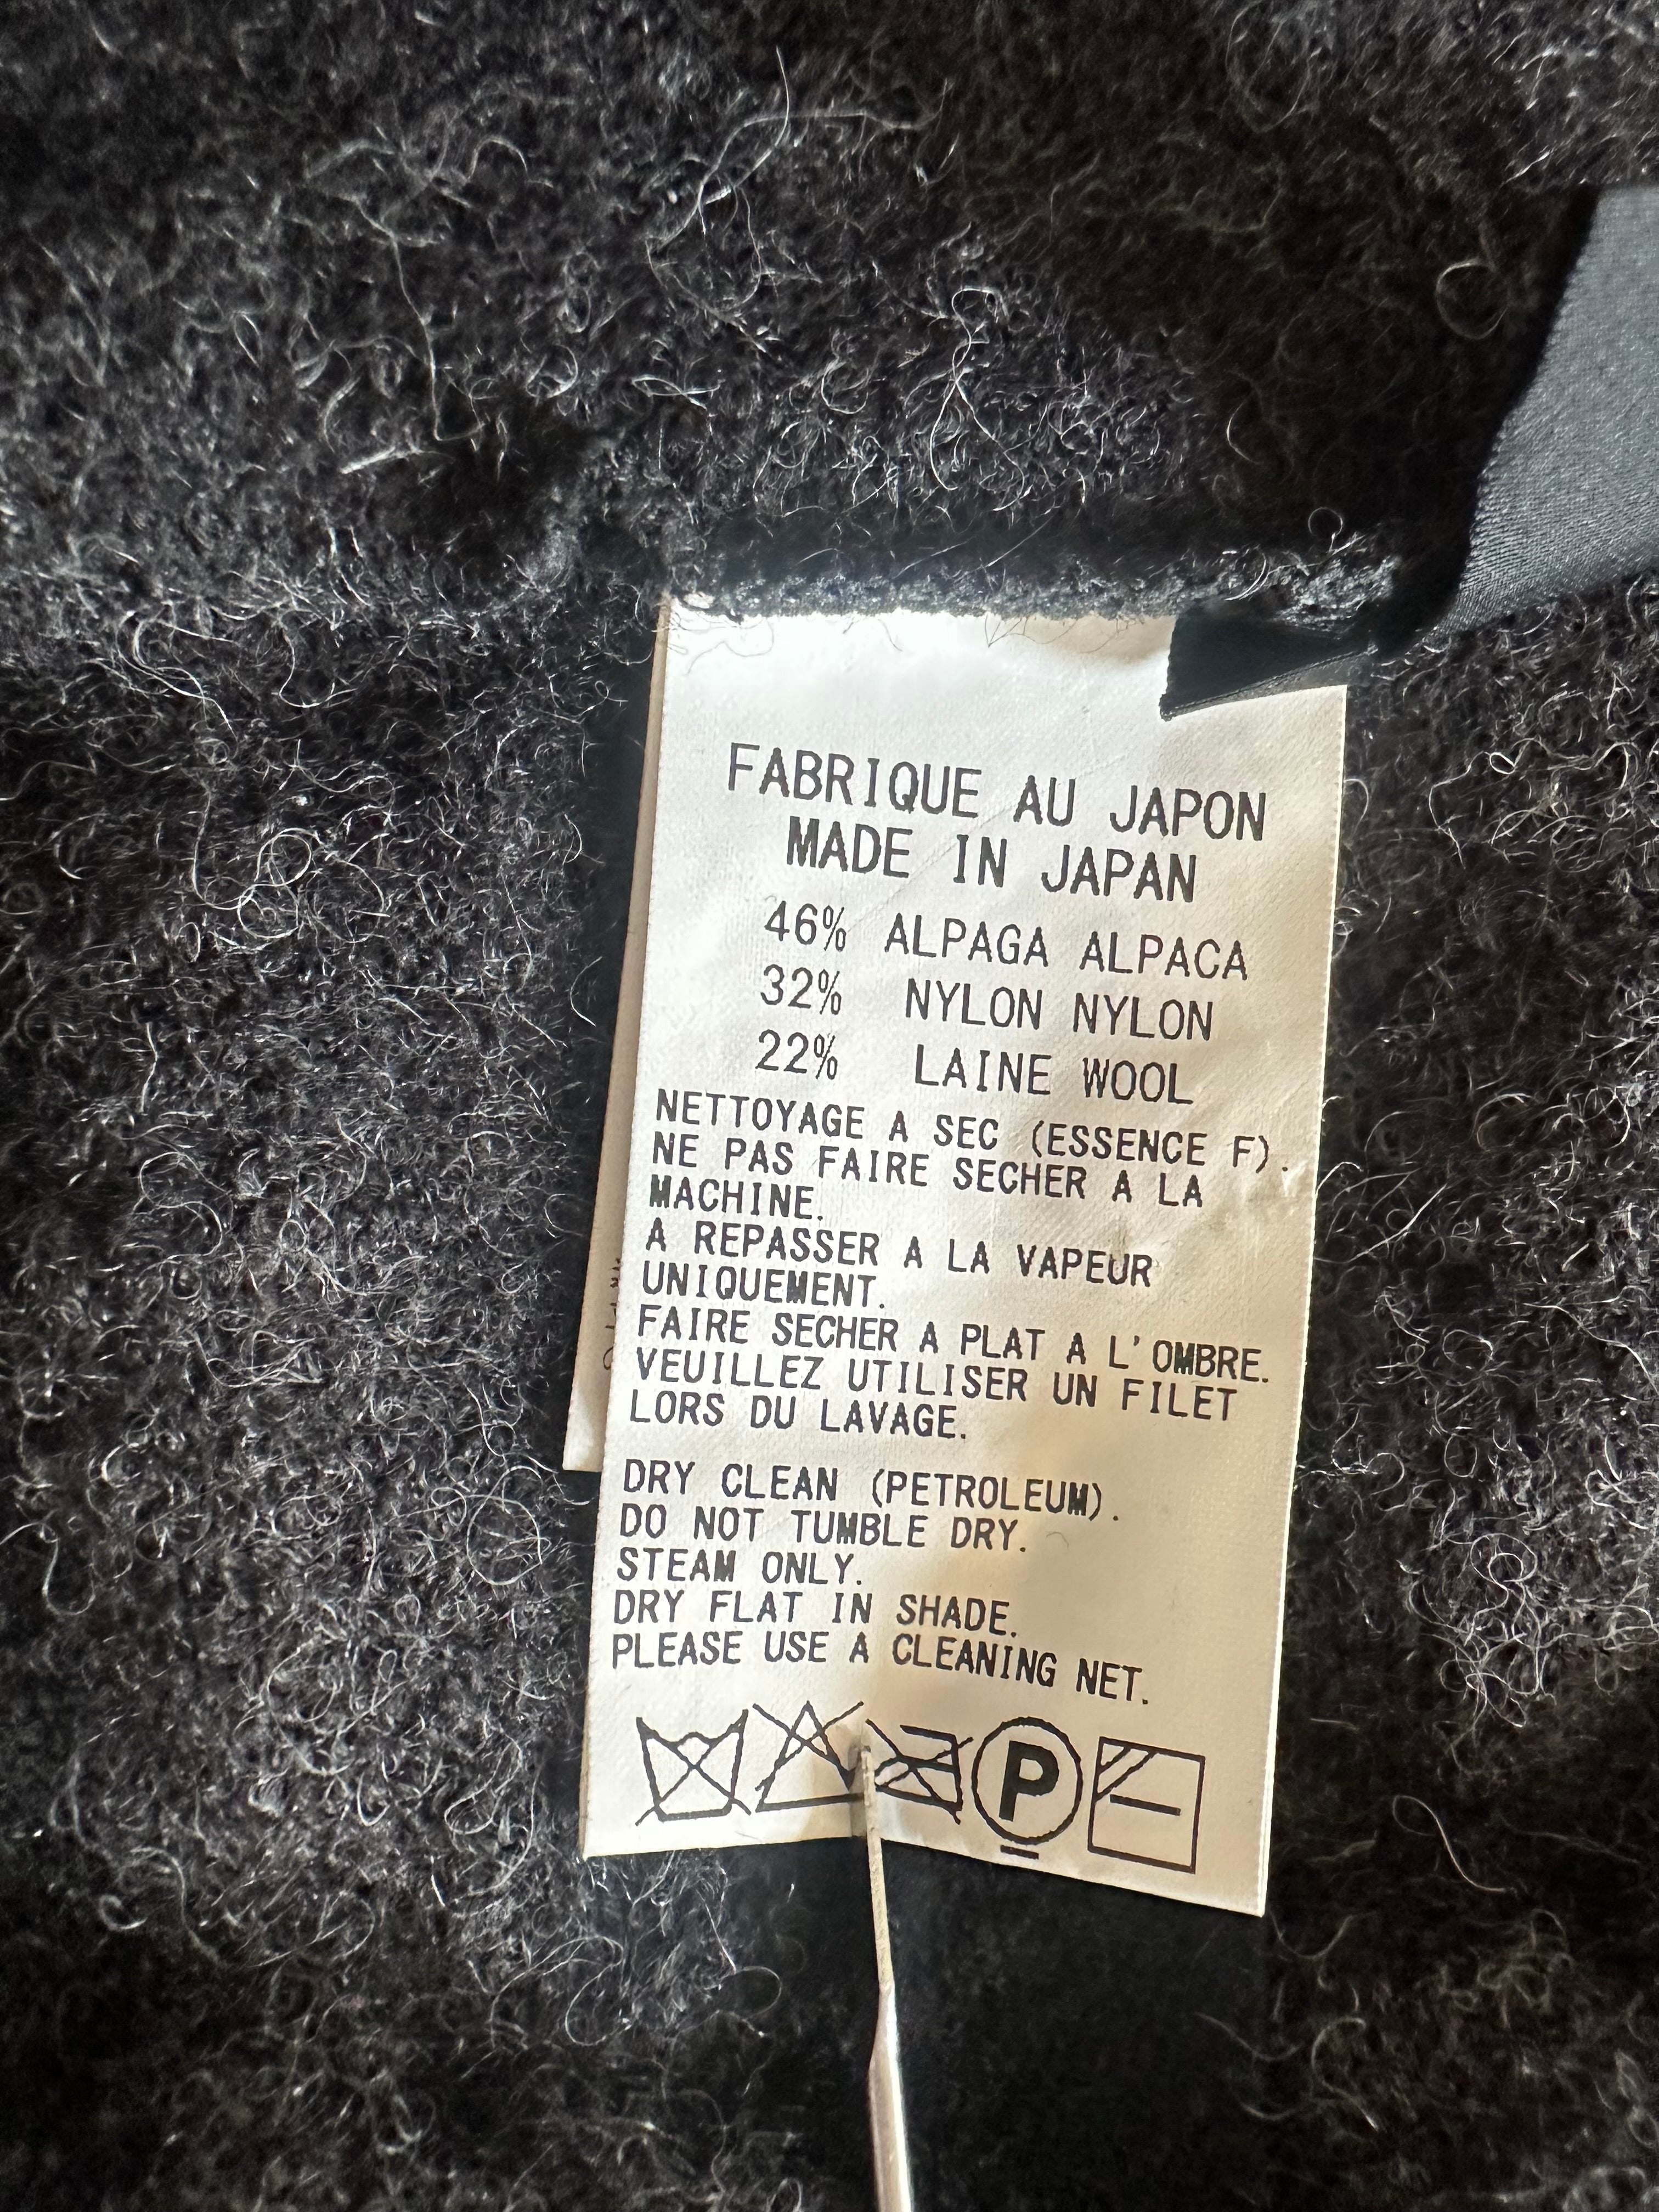 FABRIQUE AU JAPON
MADE IN JAPAN
46% ALPAGA ALPACA
32% NYLON NYLON
22% LAINE WOOL
NETTOYAGE A SEC (ESSENCE F).
NE PAS FAIRE SECHER A LA
MACHINE.
A REPASSER A LA VAPEUR
UNIQUEMENT.
FAIRE SECHER A PLAT A L'OMBRE.
VEUILLEZ UTILISER UN FILET
LORS DU LAVAGE.
DRY CLEAN (PETROLEUM).
DO NOT TUMBLE DRY.
STEAM ONLY.
DRY FLAT IN SHADE.
PLEASE USE A CLEANING NET.
P